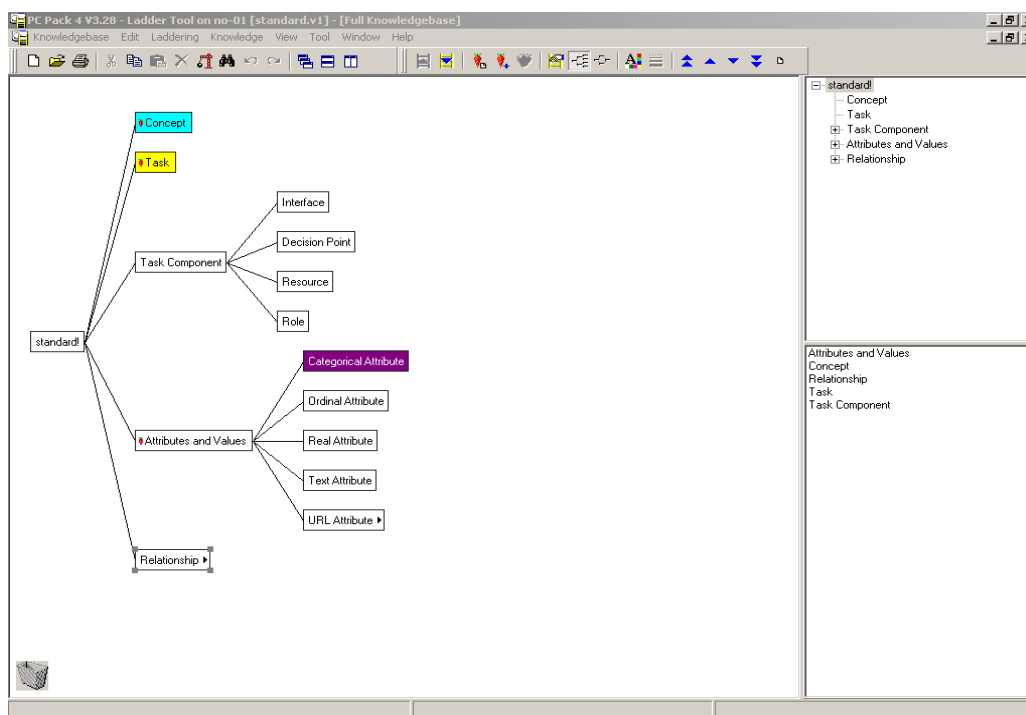 PC Pack 4 V3.28 - Ladder Tool on no-01 [standard.v1] - [Full Knowledgebase]
Knowledgebase Edit Laddering Knowledge View Tool Window Help
Concept
Task
Interface
Decision Point
Task Component
Resource
Role
standard!
Categorical Attribute
Ordinal Attribute
Attributes and Values
Real Attribute
Text Attribute
URL Attribute
Relationship
standard!
Concept
Task
Task Component
Attributes and Values
Relationship
Attributes and Values
Concept
Relationship
Task
Task Component